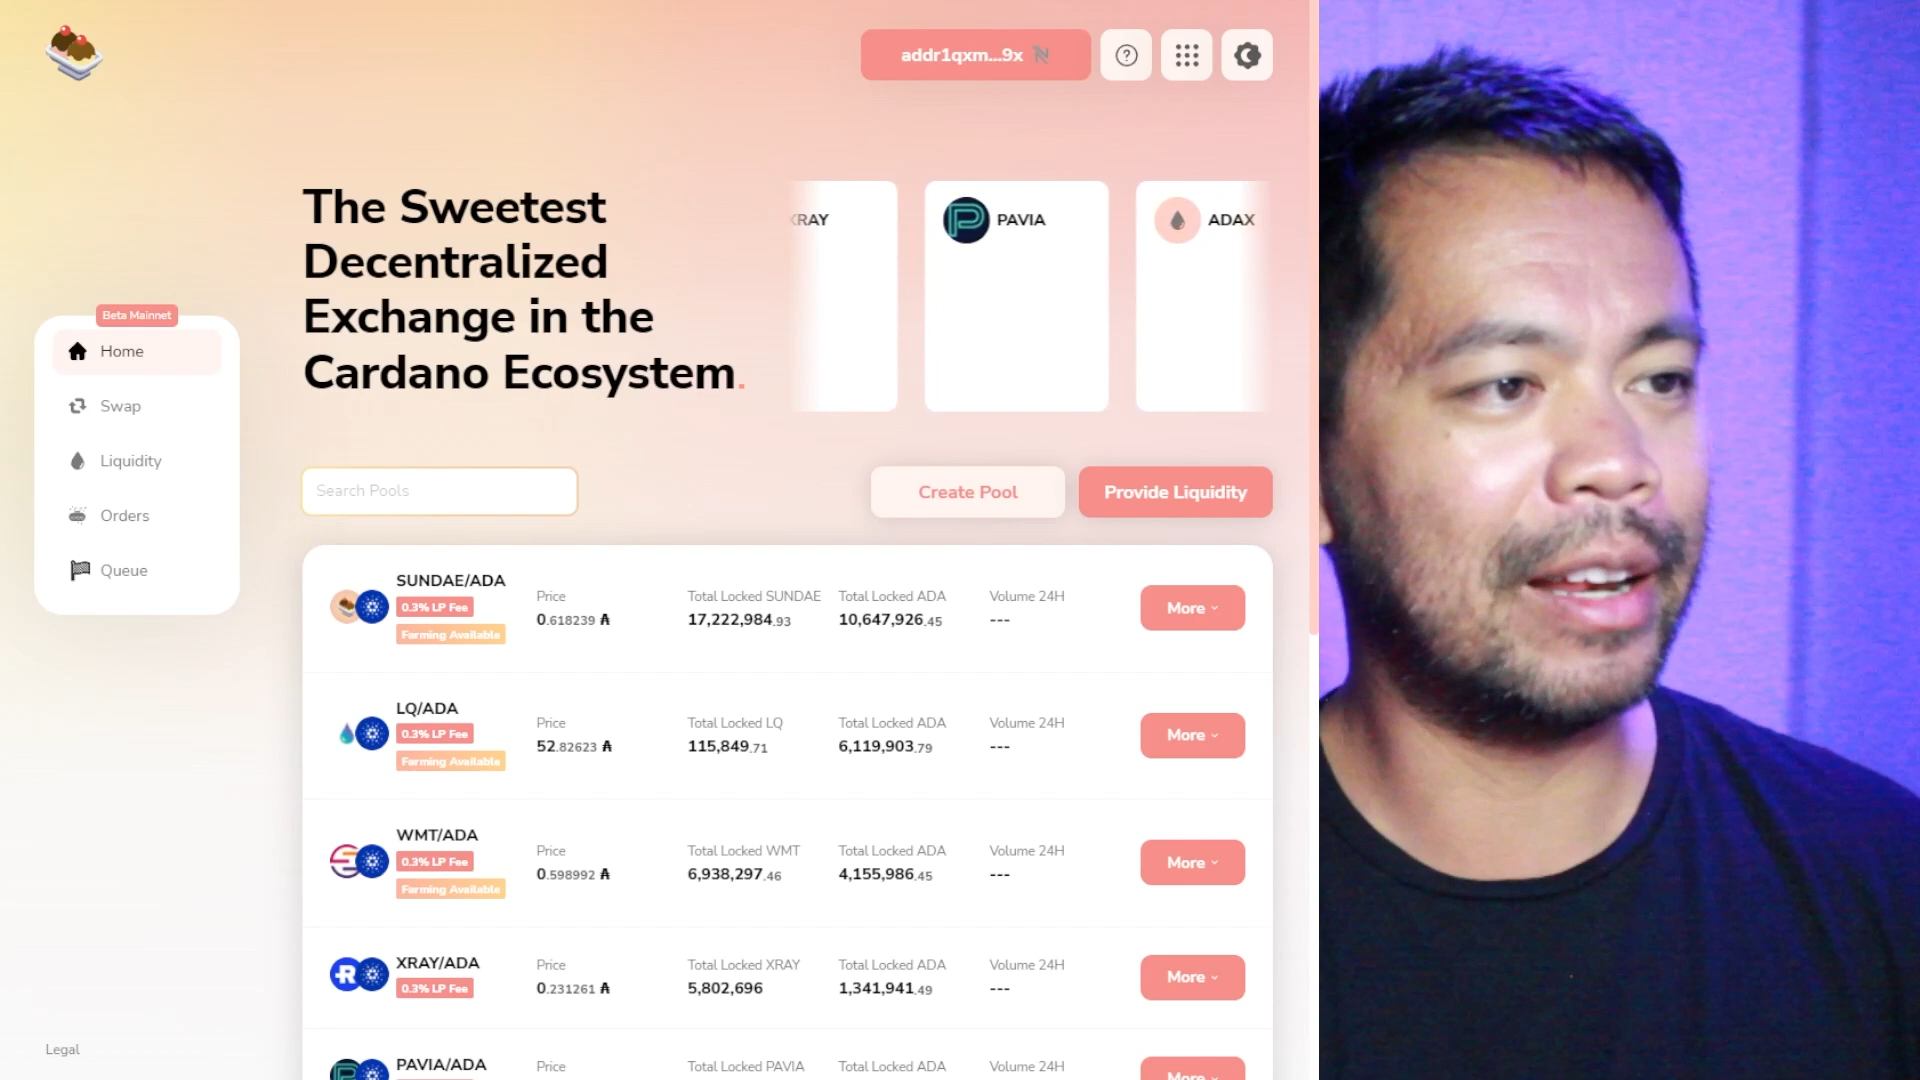 addr1qxm...9x
The Sweetest
Decentralized
Exchange in the
Cardano Ecosystem.
XRAY
PAVIA
ADAX
Beta Mainnet
Home
Swap
Liquidity
Orders
Queue
Search Pools
Create Pool
Provide Liquidity
SUNDAE/ADA
0.3% LP Fee
Farming Available
Price
0.618239 ₳
Total Locked SUNDAE
17,222,984.93
Total Locked ADA
10,647,926.45
Volume 24H
---
More
LQ/ADA
0.3% LP Fee
Farming Available
Price
52.82623 ₳
Total Locked LQ
115,849.71
Total Locked ADA
6,119,903.79
Volume 24H
---
More
WMT/ADA
0.3% LP Fee
Farming Available
Price
0.598992 ₳
Total Locked WMT
6,938,297.46
Total Locked ADA
4,155,986.45
Volume 24H
---
More
XRAY/ADA
0.3% LP Fee
Price
0.231261 ₳
Total Locked XRAY
5,802,696
Total Locked ADA
1,341,941.49
Volume 24H
---
More
PAVIA/ADA
Price
Total Locked PAVIA
Total Locked ADA
Volume 24H
More
Legal